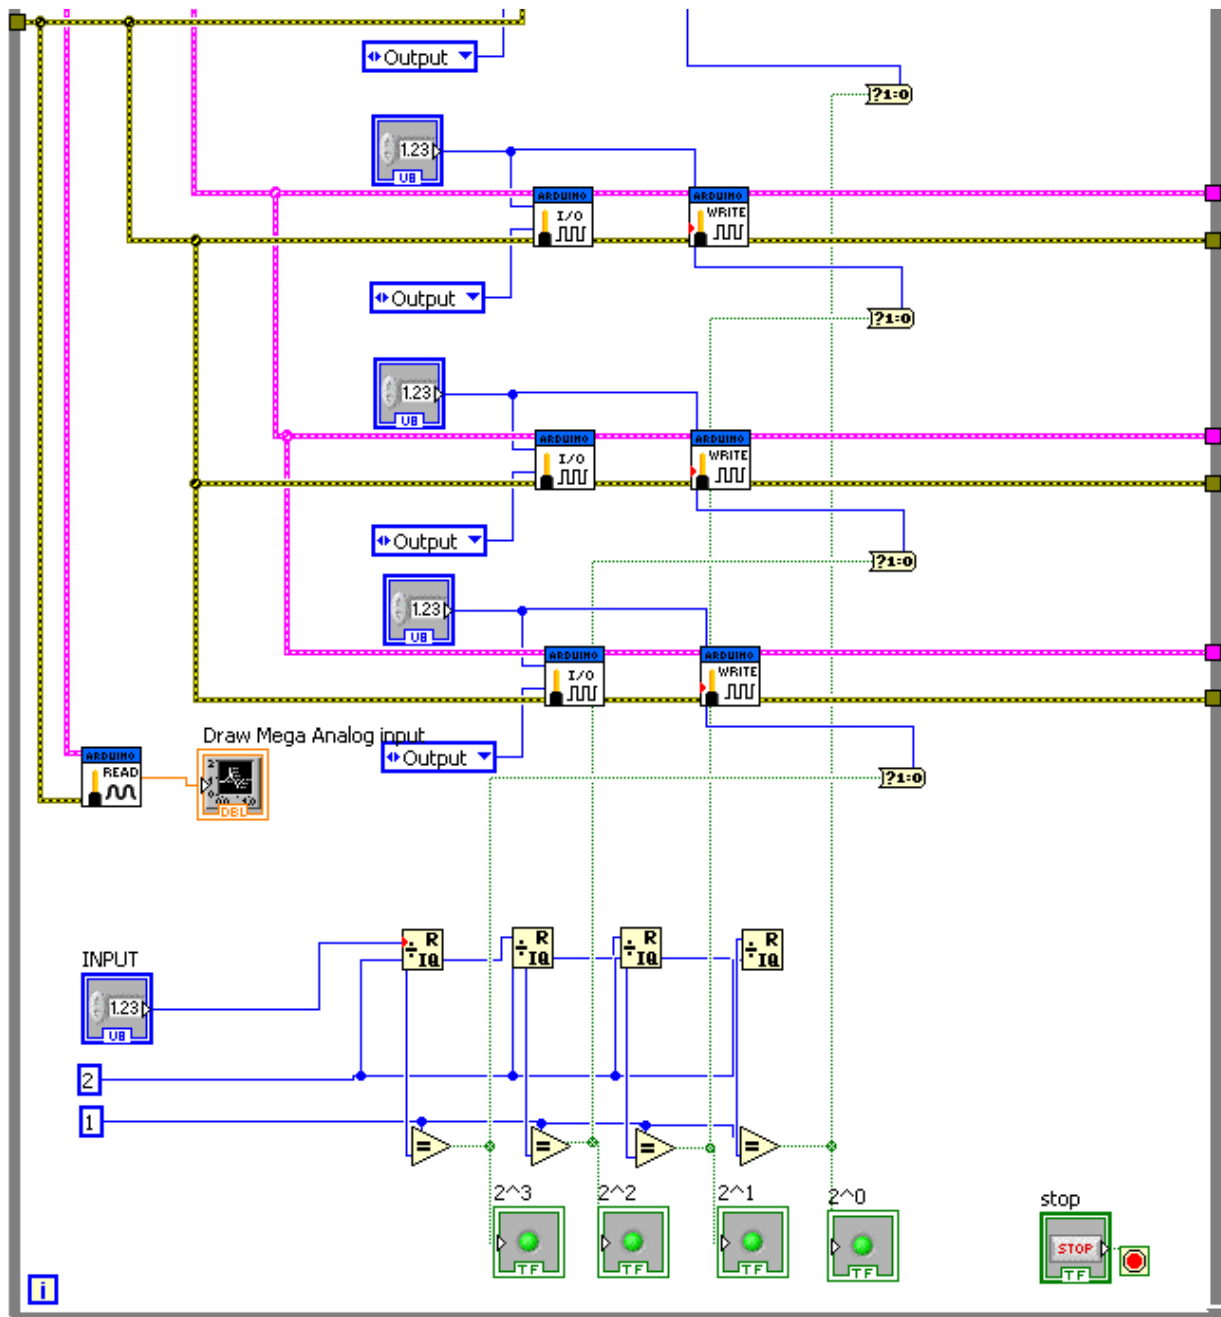 Output
?1:0
1.23
U8
ARDUINO
I/O
ARDUINO
WRITE
Output
?1:0
1.23
U8
ARDUINO
I/O
ARDUINO
WRITE
Output
?1:0
1.23
U8
ARDUINO
I/O
ARDUINO
WRITE
Draw Mega Analog input
Output
?1:0
ARDUINO
READ
2
1
0
DBL
R
IQ
R
IQ
R
IQ
R
IQ
INPUT
1.23
U8
2
1
=
=
=
=
2^3
2^2
2^1
2^0
stop
STOP
TF
TF
TF
TF
TF
i